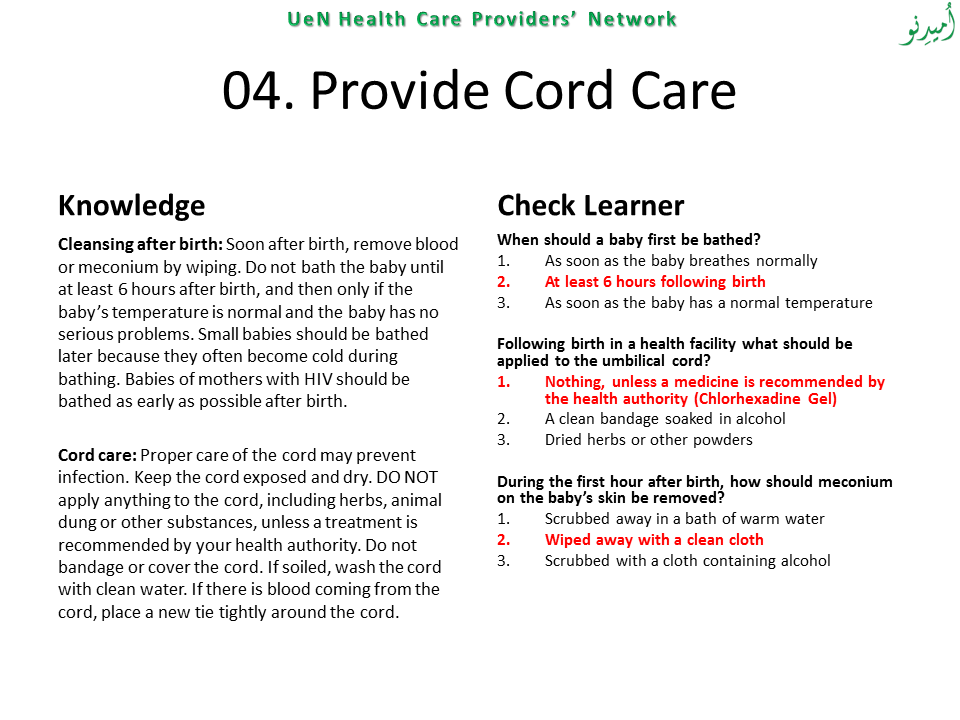 UeN Health Care Providers’ Network
اُمیدِنو
04. Provide Cord Care
Knowledge
Cleansing after birth: Soon after birth, remove blood
or meconium by wiping. Do not bath the baby until
at least 6 hours after birth, and then only if the
baby’s temperature is normal and the baby has no
serious problems. Small babies should be bathed
later because they often become cold during
bathing. Babies of mothers with HIV should be
bathed as early as possible after birth.
Cord care: Proper care of the cord may prevent
infection. Keep the cord exposed and dry. DO NOT
apply anything to the cord, including herbs, animal
dung or other substances, unless a treatment is
recommended by your health authority. Do not
bandage or cover the cord. If soiled, wash the cord
with clean water. If there is blood coming from the
cord, place a new tie tightly around the cord.
Check Learner
When should a baby first be bathed?
1. As soon as the baby breathes normally
2. At least 6 hours following birth
3. As soon as the baby has a normal temperature
Following birth in a health facility what should be
applied to the umbilical cord?
1. Nothing, unless a medicine is recommended by
the health authority (Chlorhexadine Gel)
2. A clean bandage soaked in alcohol
3. Dried herbs or other powders
During the first hour after birth, how should meconium
on the baby’s skin be removed?
1. Scrubbed away in a bath of warm water
2. Wiped away with a clean cloth
3. Scrubbed with a cloth containing alcohol